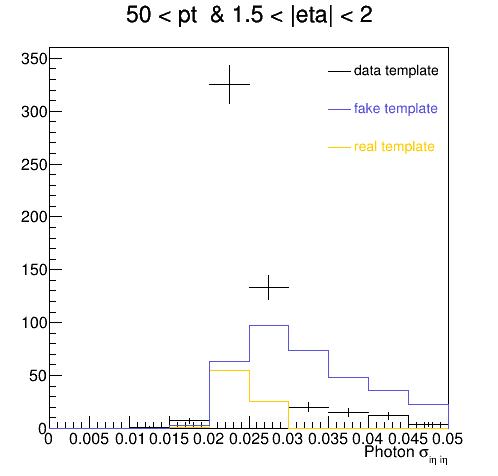 50 < pt & 1.5 < |eta| < 2
350
300
250
200
150
100
50
0
data template
fake template
real template
0 0.005 0.01 0.015 0.02 0.025 0.03 0.035 0.04 0.045 0.05
Photon σiη iη